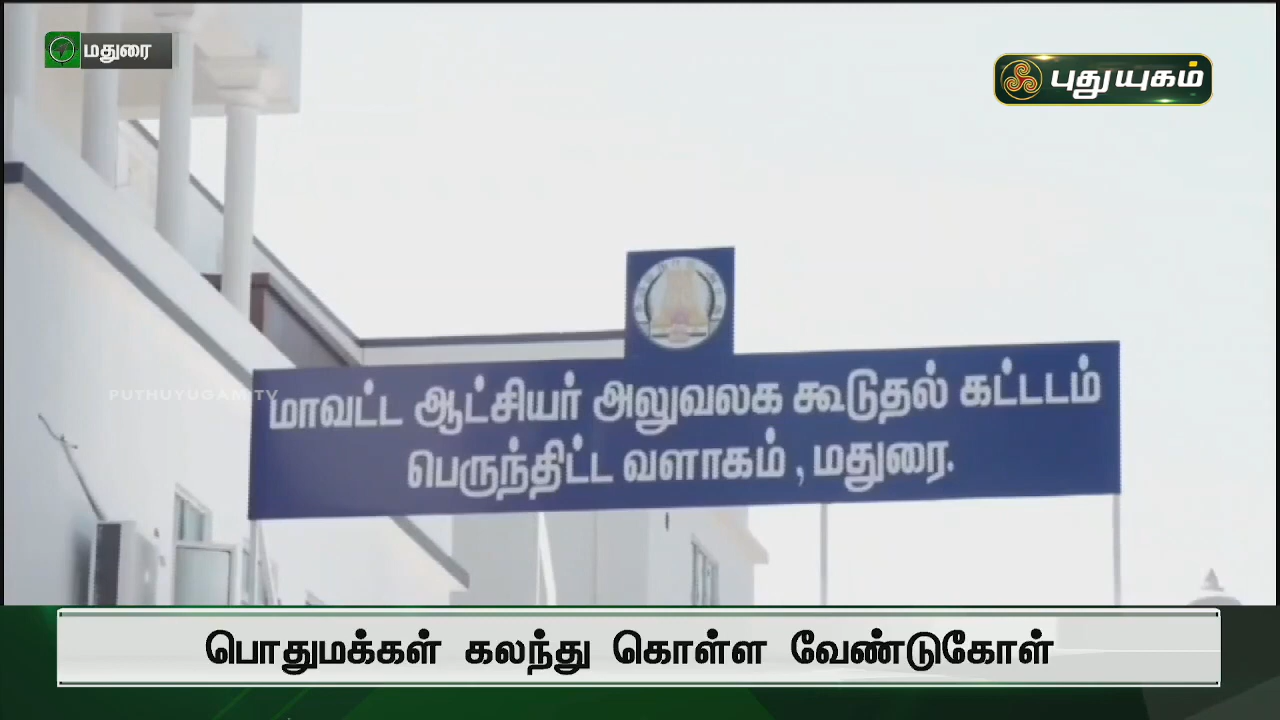 மதுரை
புதுயுகம்
மாவட்ட ஆட்சியர் அலுவலக கூடுதல் கட்டடம்
பெருந்திட்ட வளாகம் , மதுரை.
PUTHUYUGAM TV
பொதுமக்கள் கலந்து கொள்ள வேண்டுகோள்